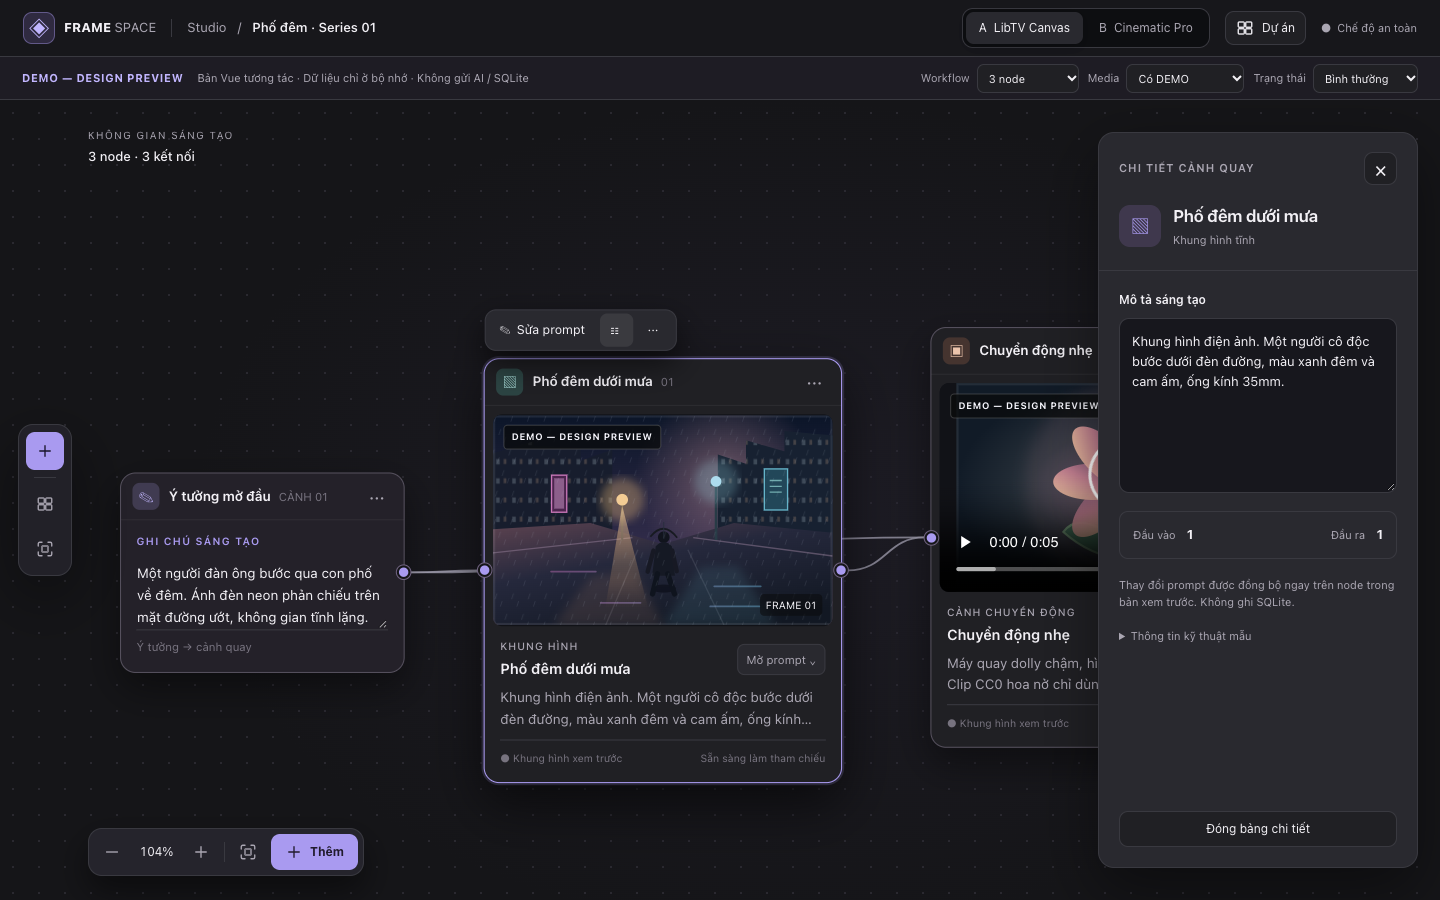 FRAME SPACE
Studio / Phố đêm · Series 01
A LibTV Canvas
B Cinematic Pro
Dự án
Chế độ an toàn
DEMO — DESIGN PREVIEW
Bản Vue tương tác · Dữ liệu chỉ ở bộ nhớ · Không gửi AI / SQLite
Workflow 3 node
Media Có DEMO
Trạng thái Bình thường
KHÔNG GIAN SÁNG TẠO
3 node · 3 kết nối
Ý tưởng mở đầu CẢNH 01 ...
GHI CHÚ SÁNG TẠO
Một người đàn ông bước qua con phố
về đêm. Ánh đèn neon phản chiếu trên
mặt đường ướt, không gian tĩnh lặng.
Ý tưởng → cảnh quay
Sửa prompt ...
Phố đêm dưới mưa 01 ...
DEMO — DESIGN PREVIEW
FRAME 01
KHUNG HÌNH
Phố đêm dưới mưa
Mở prompt
Khung hình điện ảnh. Một người cô độc bước dưới
đèn đường, màu xanh đêm và cam ấm, ống kính...
Khung hình xem trước
Sẵn sàng làm tham chiếu
Chuyển động nhẹ
DEMO — DESIGN PREVIEW
0:00 / 0:05
CẢNH CHUYỂN ĐỘNG
Chuyển động nhẹ
Máy quay dolly chậm, hì
Clip CC0 hoa nở chỉ dùn
Khung hình xem trước
CHI TIẾT CẢNH QUAY
Phố đêm dưới mưa
Khung hình tĩnh
Mô tả sáng tạo
Khung hình điện ảnh. Một người cô độc
bước dưới đèn đường, màu xanh đêm và
cam ấm, ống kính 35mm.
Đầu vào 1
Đầu ra 1
Thay đổi prompt được đồng bộ ngay trên node trong
bản xem trước. Không ghi SQLite.
Thông tin kỹ thuật mẫu
Đóng bảng chi tiết
104%
Thêm